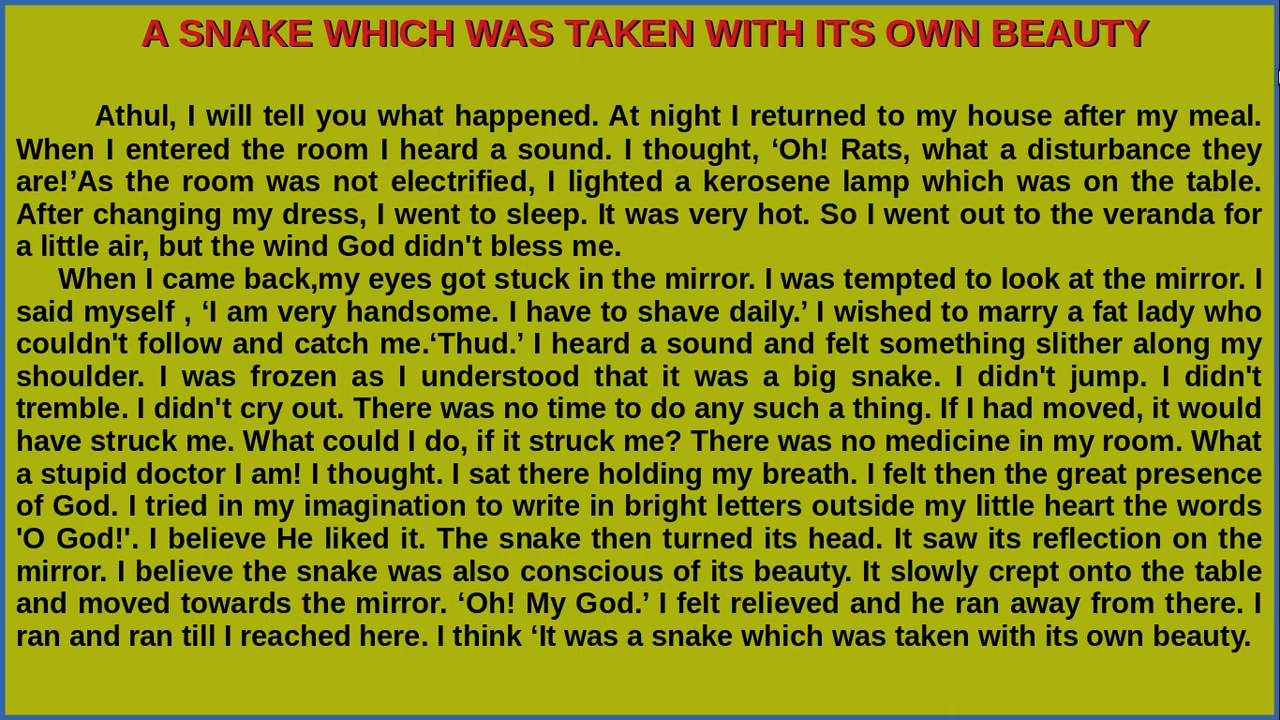 A SNAKE WHICH WAS TAKEN WITH ITS OWN BEAUTY
Athul, I will tell you what happened. At night I returned to my house after my meal.
When I entered the room I heard a sound. I thought, ‘Oh! Rats, what a disturbance they
are!’As the room was not electrified, I lighted a kerosene lamp which was on the table.
After changing my dress, I went to sleep. It was very hot. So I went out to the veranda for
a little air, but the wind God didn't bless me.
When I came back,my eyes got stuck in the mirror. I was tempted to look at the mirror. I
said myself , ‘I am very handsome. I have to shave daily.’ I wished to marry a fat lady who
couldn't follow and catch me.‘Thud.’ I heard a sound and felt something slither along my
shoulder. I was frozen as I understood that it was a big snake. I didn't jump. I didn't
tremble. I didn't cry out. There was no time to do any such a thing. If I had moved, it would
have struck me. What could I do, if it struck me? There was no medicine in my room. What
a stupid doctor I am! I thought. I sat there holding my breath. I felt then the great presence
of God. I tried in my imagination to write in bright letters outside my little heart the words
'O God!'. I believe He liked it. The snake then turned its head. It saw its reflection on the
mirror. I believe the snake was also conscious of its beauty. It slowly crept onto the table
and moved towards the mirror. ‘Oh! My God.’ I felt relieved and he ran away from there. I
ran and ran till I reached here. I think ‘It was a snake which was taken with its own beauty.